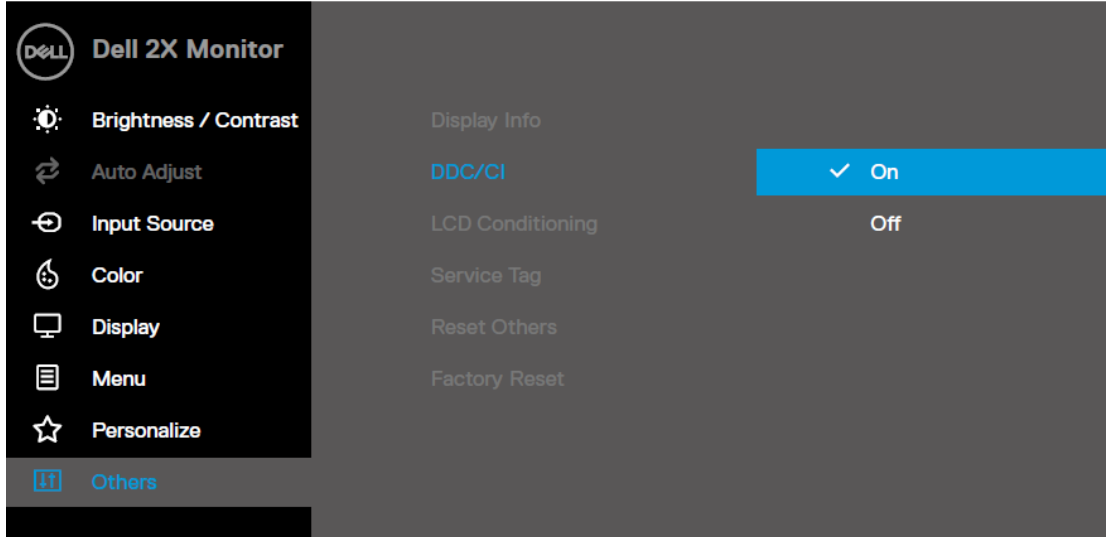 DELL Dell 2X Monitor
Brightness / Contrast
Auto Adjust
Input Source
Color
Display
Menu
Personalize
Others
Display Info
DDC/CI
LCD Conditioning
Service Tag
Reset Others
Factory Reset
On
Off